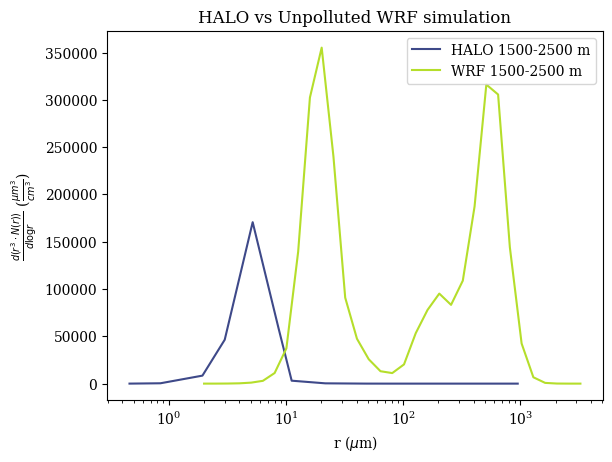 HALO vs Unpolluted WRF simulation
HALO 1500-2500 m
WRF 1500-2500 m
350000
300000
250000
200000
150000
100000
50000
0
d(r³ · N(r)) / dlogr (μm³ / cm³)
10⁰ 10¹ 10² 10³
r (μm)